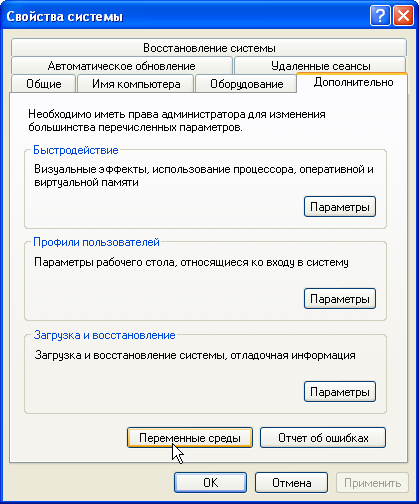 Свойства системы
Восстановление системы
Автоматическое обновление Удаленные сеансы
Общие Имя компьютера Оборудование Дополнительно
Необходимо иметь права администратора для изменения
большинства перечисленных параметров.
Быстродействие
Визуальные эффекты, использование процессора, оперативной и
виртуальной памяти
Параметры
Профили пользователей
Параметры рабочего стола, относящиеся ко входу в систему
Параметры
Загрузка и восстановление
Загрузка и восстановление системы, отладочная информация
Параметры
Переменные среды Отчет об ошибках
OK Отмена Применить